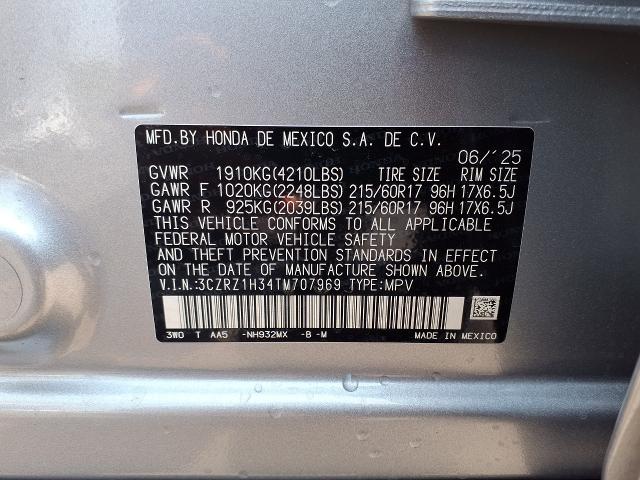 MFD.BY HONDA DE MEXICO S.A. DE C.V.
06/'25
GVWR 1910KG(4210LBS) TIRE SIZE RIM SIZE
GAWR F 1020KG(2248LBS) 215/60R17 96H 17X6.5J
GAWR R 925KG(2039LBS) 215/60R17 96H 17X6.5J
THIS VEHICLE CONFORMS TO ALL APPLICABLE
FEDERAL MOTOR VEHICLE SAFETY
AND THEFT PREVENTION STANDARDS IN EFFECT
ON THE DATE OF MANUFACTURE SHOWN ABOVE.
V.I.N.:3CZRZ1H34TM707969 TYPE:MPV
3WO T AA5 -NH932MX -B -M MADE IN MEXICO